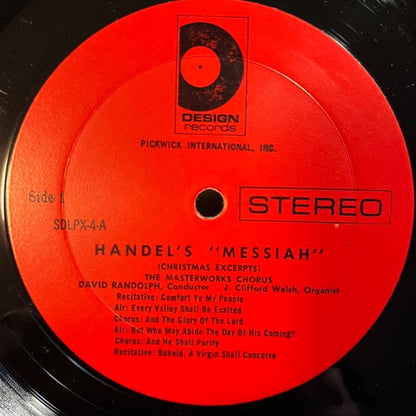 DESIGN
records
PICKWICK INTERNATIONAL, INC.
Side 1
SDLPX-4-A
STEREO
HANDEL'S "MESSIAH"
(CHRISTMAS EXCERPTS)
THE MASTERWORKS CHORUS
DAVID RANDOLPH, Conductor J. Clifford Welsh, Organist
Recitative: Comfort Ye My People
Air: Every Valley Shall Be Exalted
Chorus: And The Glory Of The Lord
Air: But Who May Abide The Day Of His Coming?
Chorus: And He Shall Purify
Recitative: Behold, A Virgin Shall Conceive